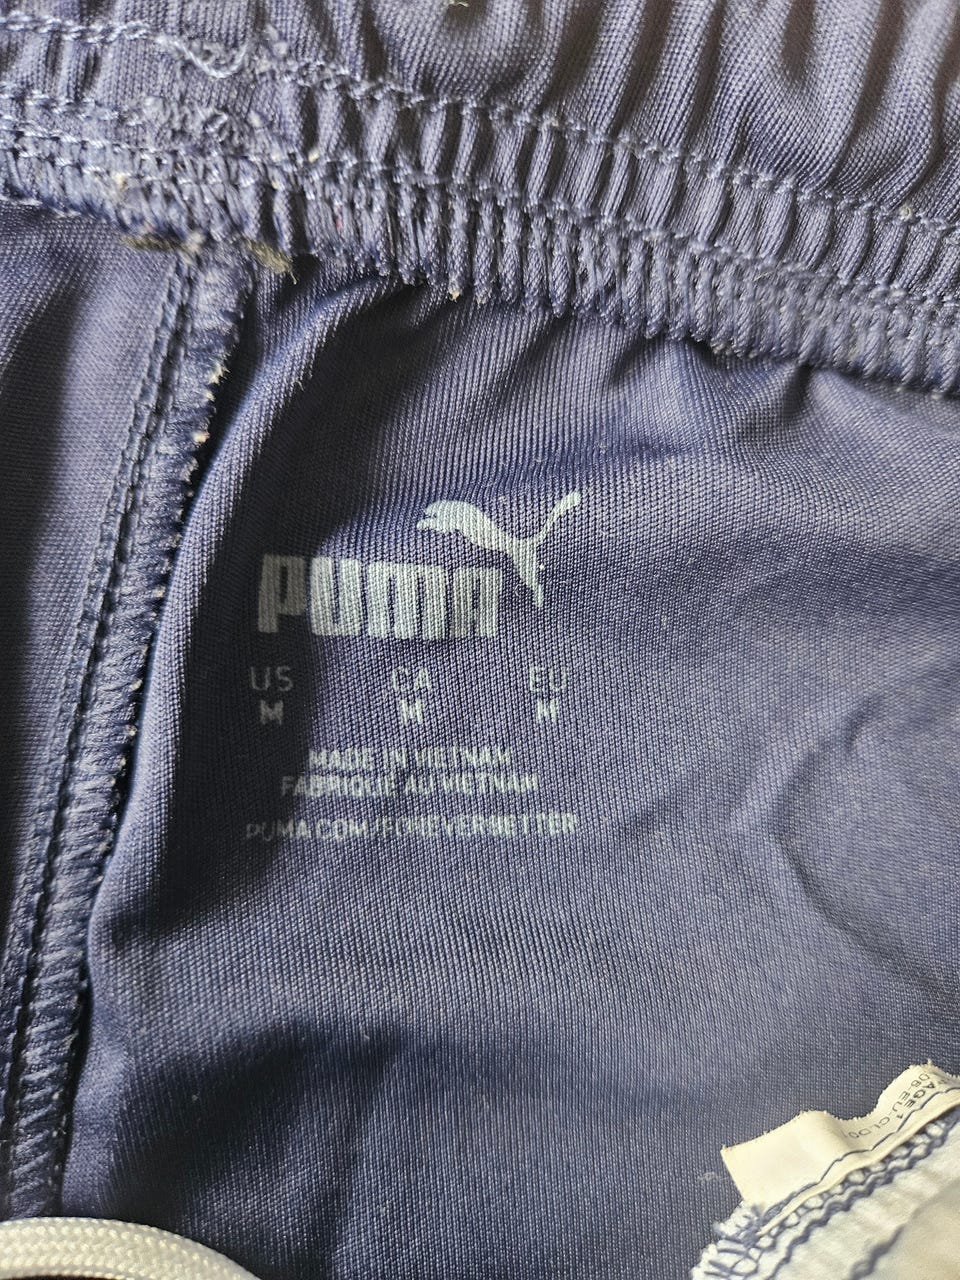 PUMA
US CA EU
M M M
MADE IN VIETNAM
FABRIQUÉ AU VIETNAM
PUMA.COM/FOREVERBETTER